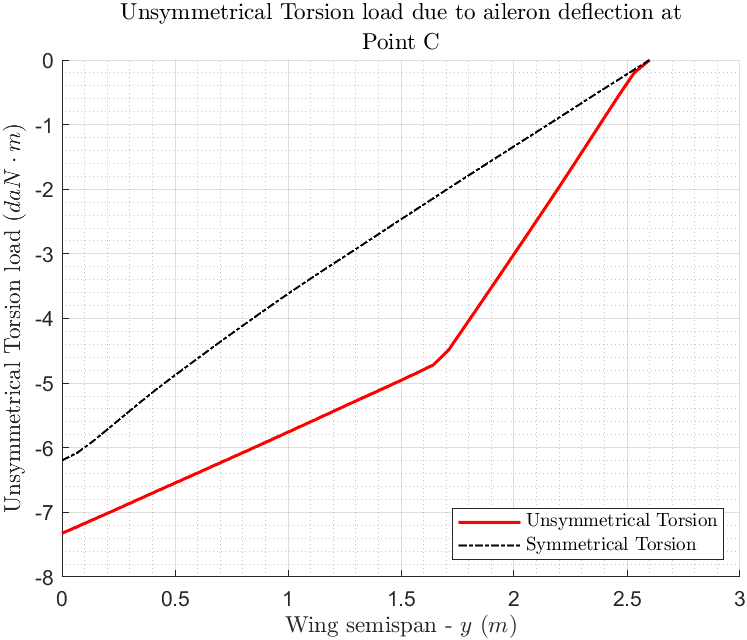 Unsymmetrical Torsion load due to aileron deflection at
Point C
Unsymmetrical Torsion load (daN · m)
0
-1
-2
-3
-4
-5
-6
-7
-8
0 0.5 1 1.5 2 2.5 3
Wing semispan - y (m)
Unsymmetrical Torsion
Symmetrical Torsion